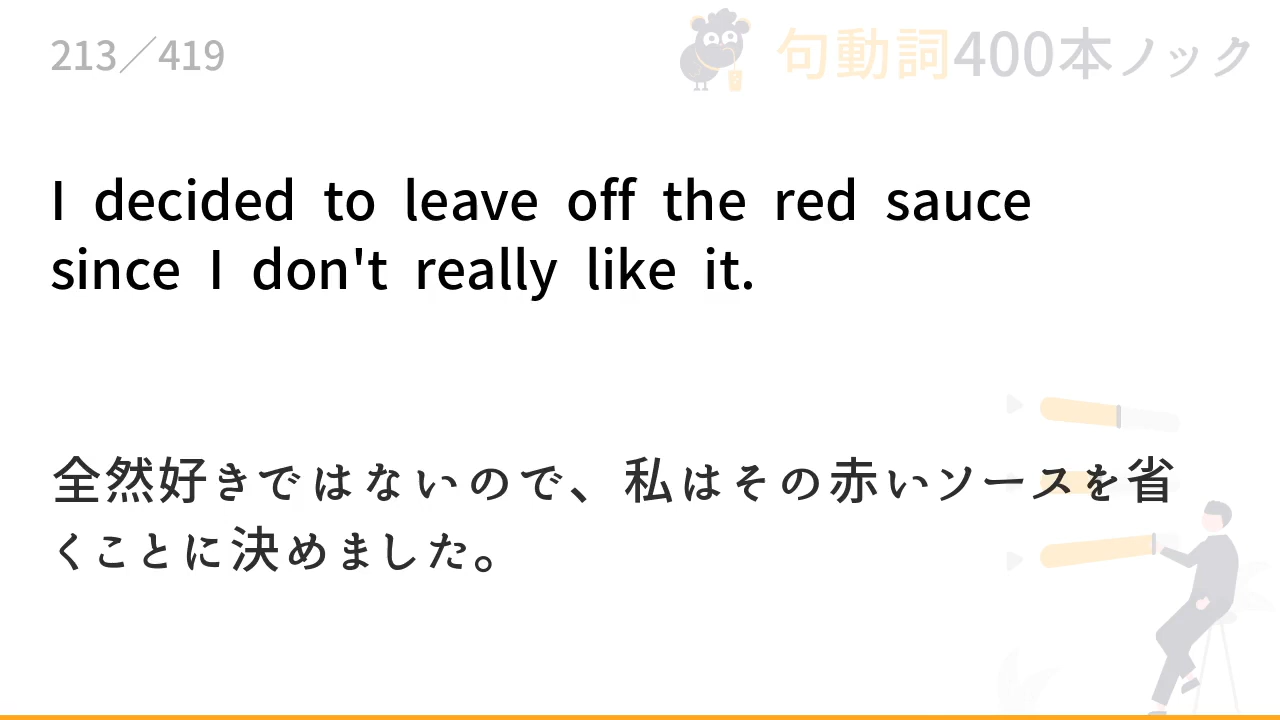 213／419
句動詞400本ノック
I decided to leave off the red sauce
since I don't really like it.
全然好きではないので、私はその赤いソースを省
くことに決めました。